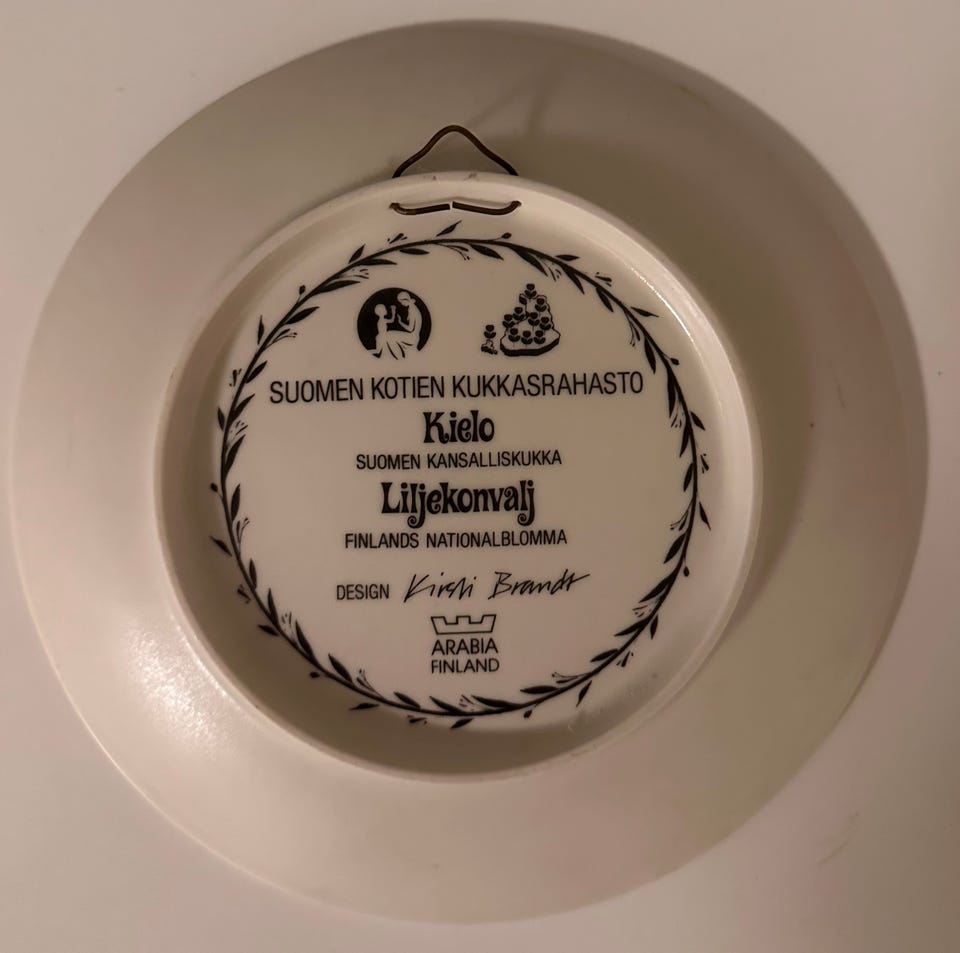 SUOMEN KOTIEN KUKKASRAHASTO
Kielo
SUOMEN KANSALLISKUKKA
Liljekonvalj
FINLANDS NATIONALBLOMMA
DESIGN Kirsti Brandt
ARABIA
FINLAND